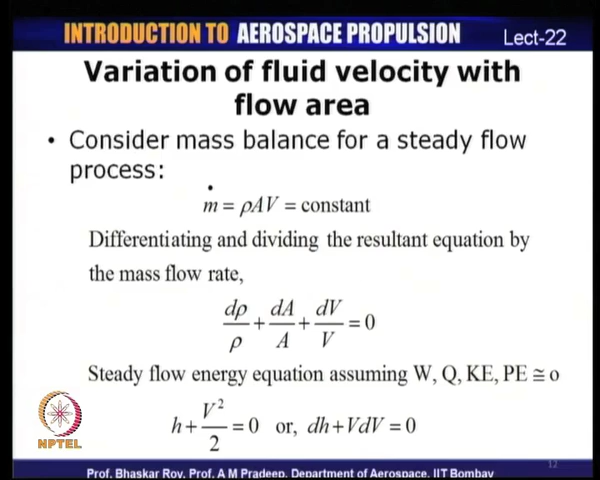 INTRODUCTION TO AEROSPACE PROPULSION Lect-22
Variation of fluid velocity with
flow area
• Consider mass balance for a steady flow
process:
ṁ = ρAV = constant
Differentiating and dividing the resultant equation by
the mass flow rate,
dρ/ρ + dA/A + dV/V = 0
Steady flow energy equation assuming W, Q, KE, PE ≅ o
h + V²/2 = 0 or, dh + VdV = 0
NPTEL
12
Prof. Bhaskar Roy, Prof. A M Pradeep, Department of Aerospace, IIT Bombay